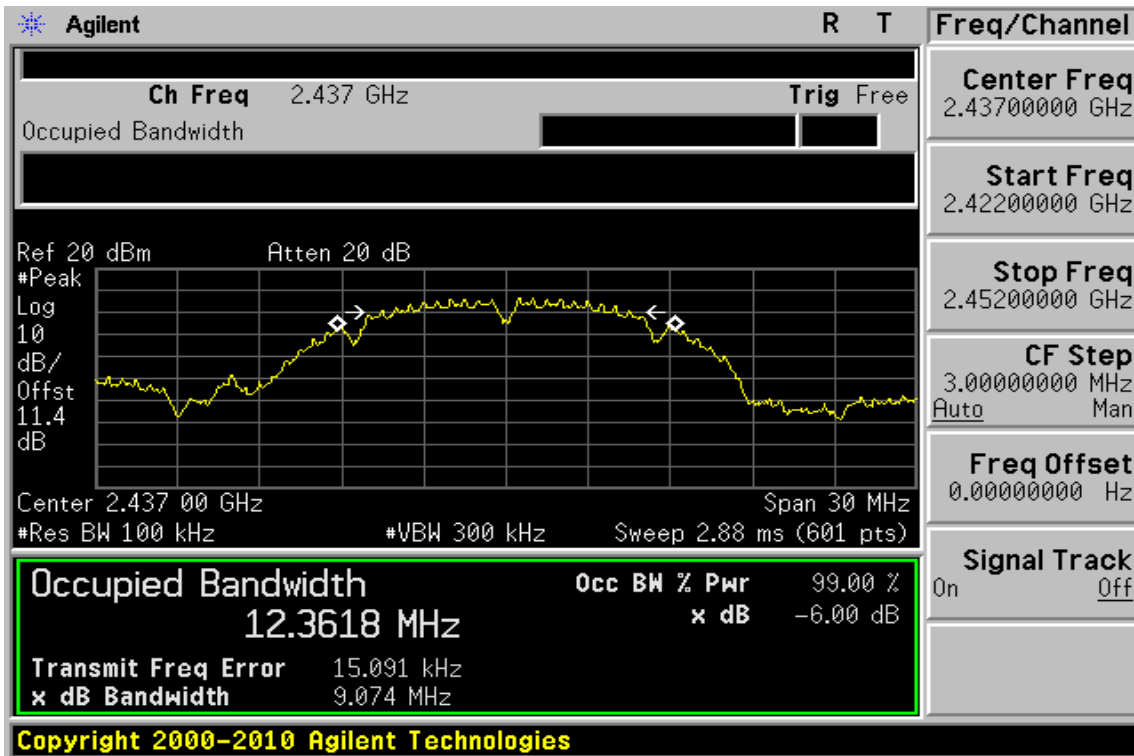 Agilent R T
Freq/Channel
Ch Freq 2.437 GHz Trig Free
Occupied Bandwidth
Center Freq
2.43700000 GHz
Start Freq
2.42200000 GHz
Stop Freq
2.45200000 GHz
CF Step
3.00000000 MHz
Auto Man
Freq Offset
0.00000000 Hz
Signal Track
On Off
Ref 20 dBm Atten 20 dB
#Peak
Log
10
dB/
Offst
11.4
dB
Center 2.437 00 GHz Span 30 MHz
#Res BW 100 kHz #VBW 300 kHz Sweep 2.88 ms (601 pts)
Occupied Bandwidth
12.3618 MHz
Occ BW % Pwr 99.00 %
x dB -6.00 dB
Transmit Freq Error 15.091 kHz
x dB Bandwidth 9.074 MHz
Copyright 2000-2010 Agilent Technologies